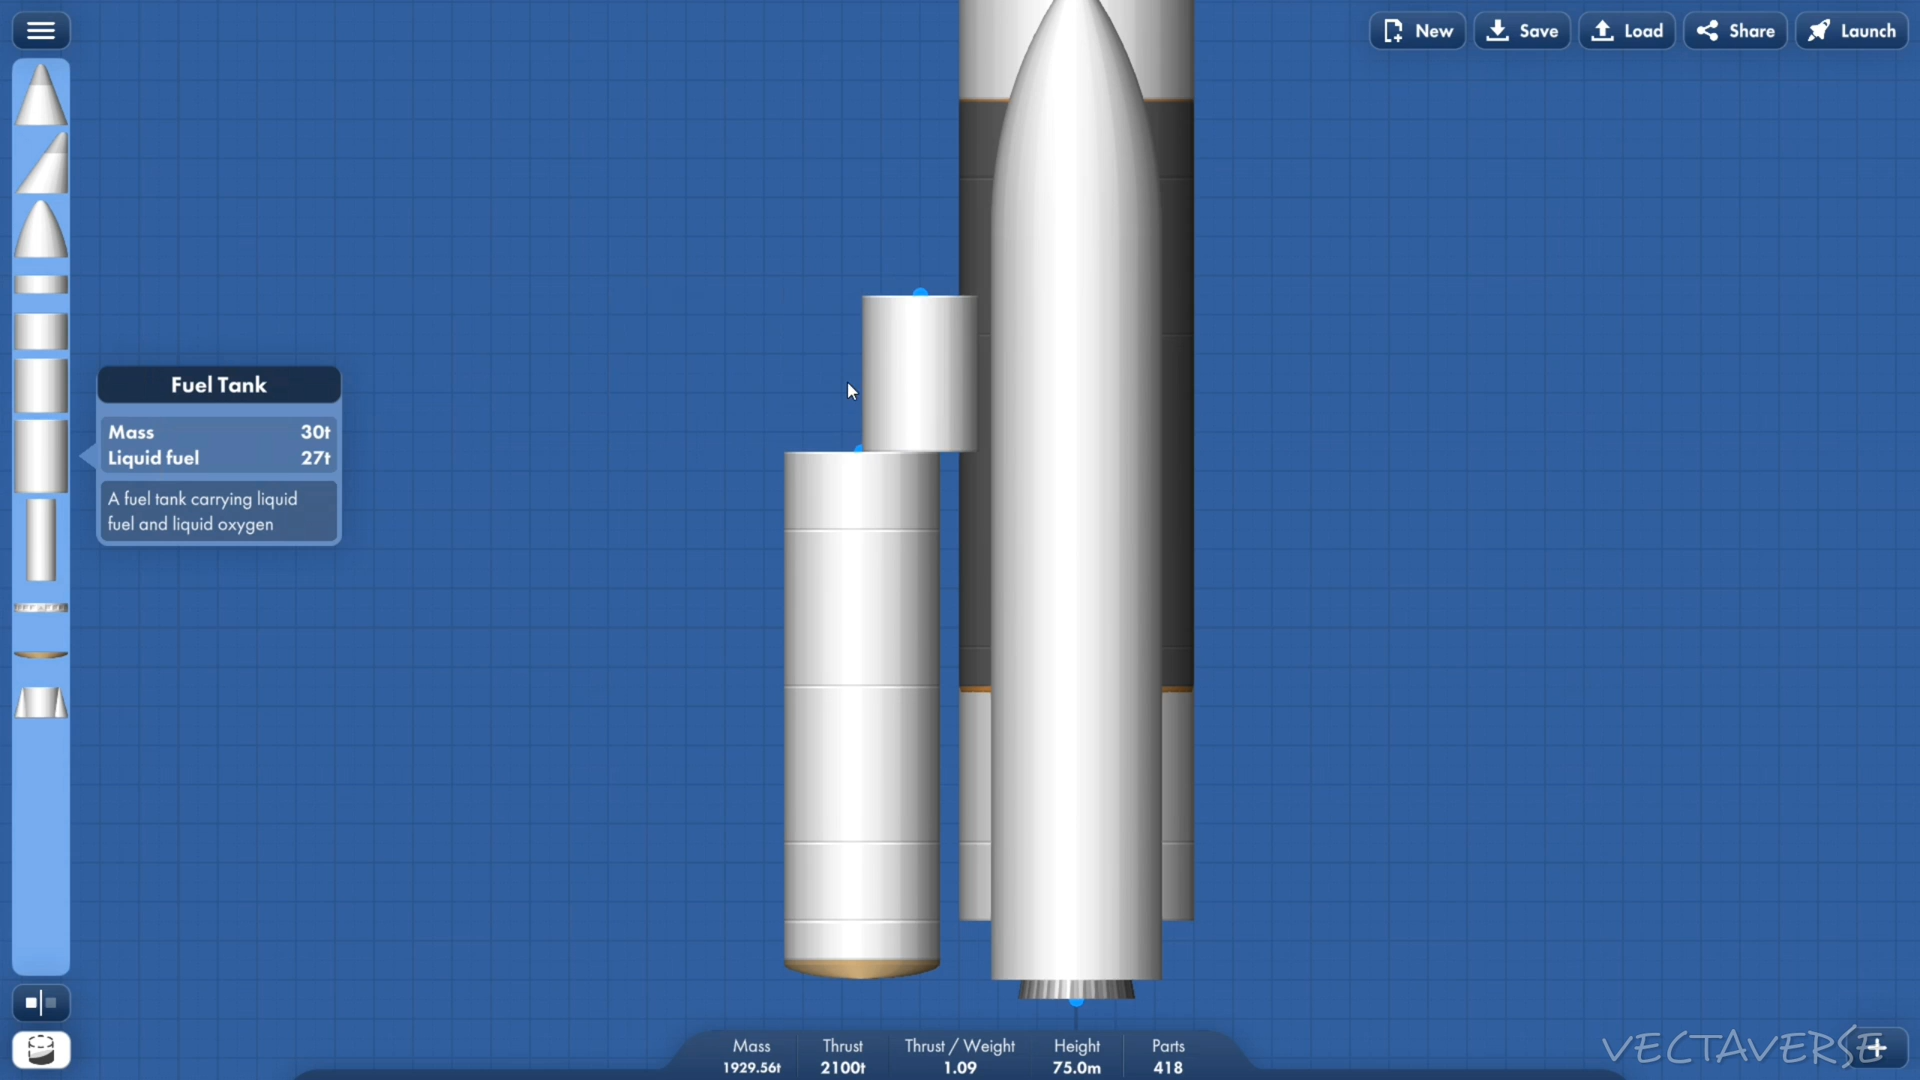 New
Save
Load
Share
Launch
Fuel Tank
Mass 30t
Liquid fuel 27t
A fuel tank carrying liquid
fuel and liquid oxygen
Mass Thrust Thrust / Weight Height Parts
1929.56t 2100t 1.09 75.0m 418
VECTAVERSE